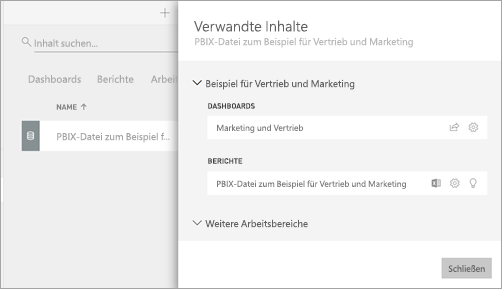 Inhalt suchen...
Dashboards Berichte Arbei
NAME
PBIX-Datei zum Beispiel f...
Verwandte Inhalte
PBIX-Datei zum Beispiel für Vertrieb und Marketing
Beispiel für Vertrieb und Marketing
DASHBOARDS
Marketing und Vertrieb
BERICHTE
PBIX-Datei zum Beispiel für Vertrieb und Marketing
Weitere Arbeitsbereiche
Schließen